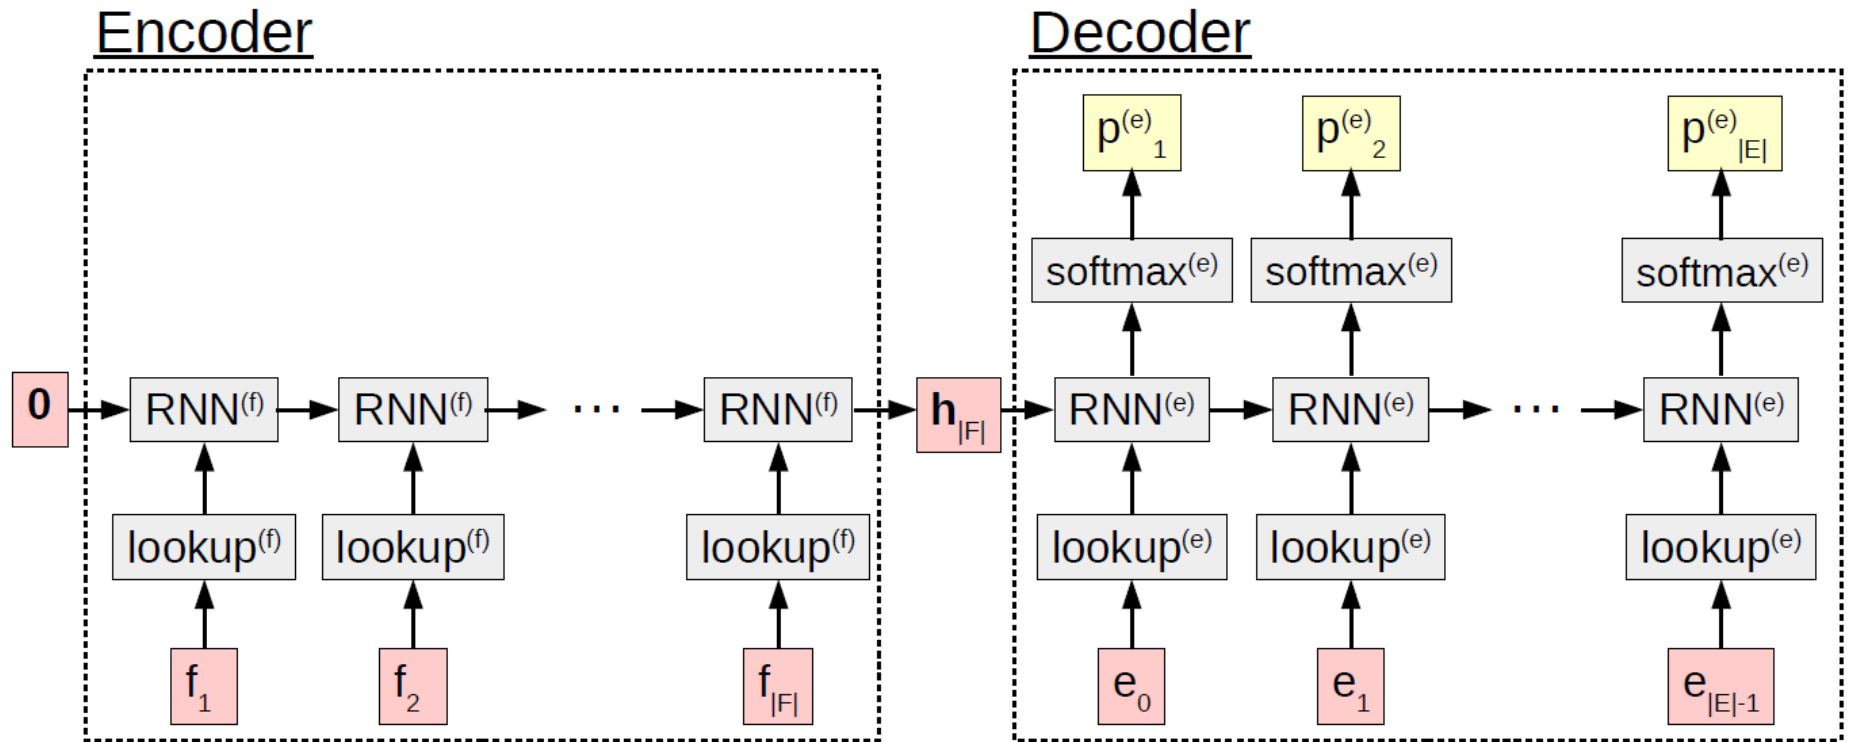 Encoder
Decoder
p(e)1 p(e)2 p(e)|E|
softmax(e) softmax(e) softmax(e)
0 RNN(f) RNN(f) ... RNN(f) h|F| RNN(e) RNN(e) ... RNN(e)
lookup(f) lookup(f) lookup(f) lookup(e) lookup(e) lookup(e)
f1 f2 f|F| e0 e1 e|E|-1